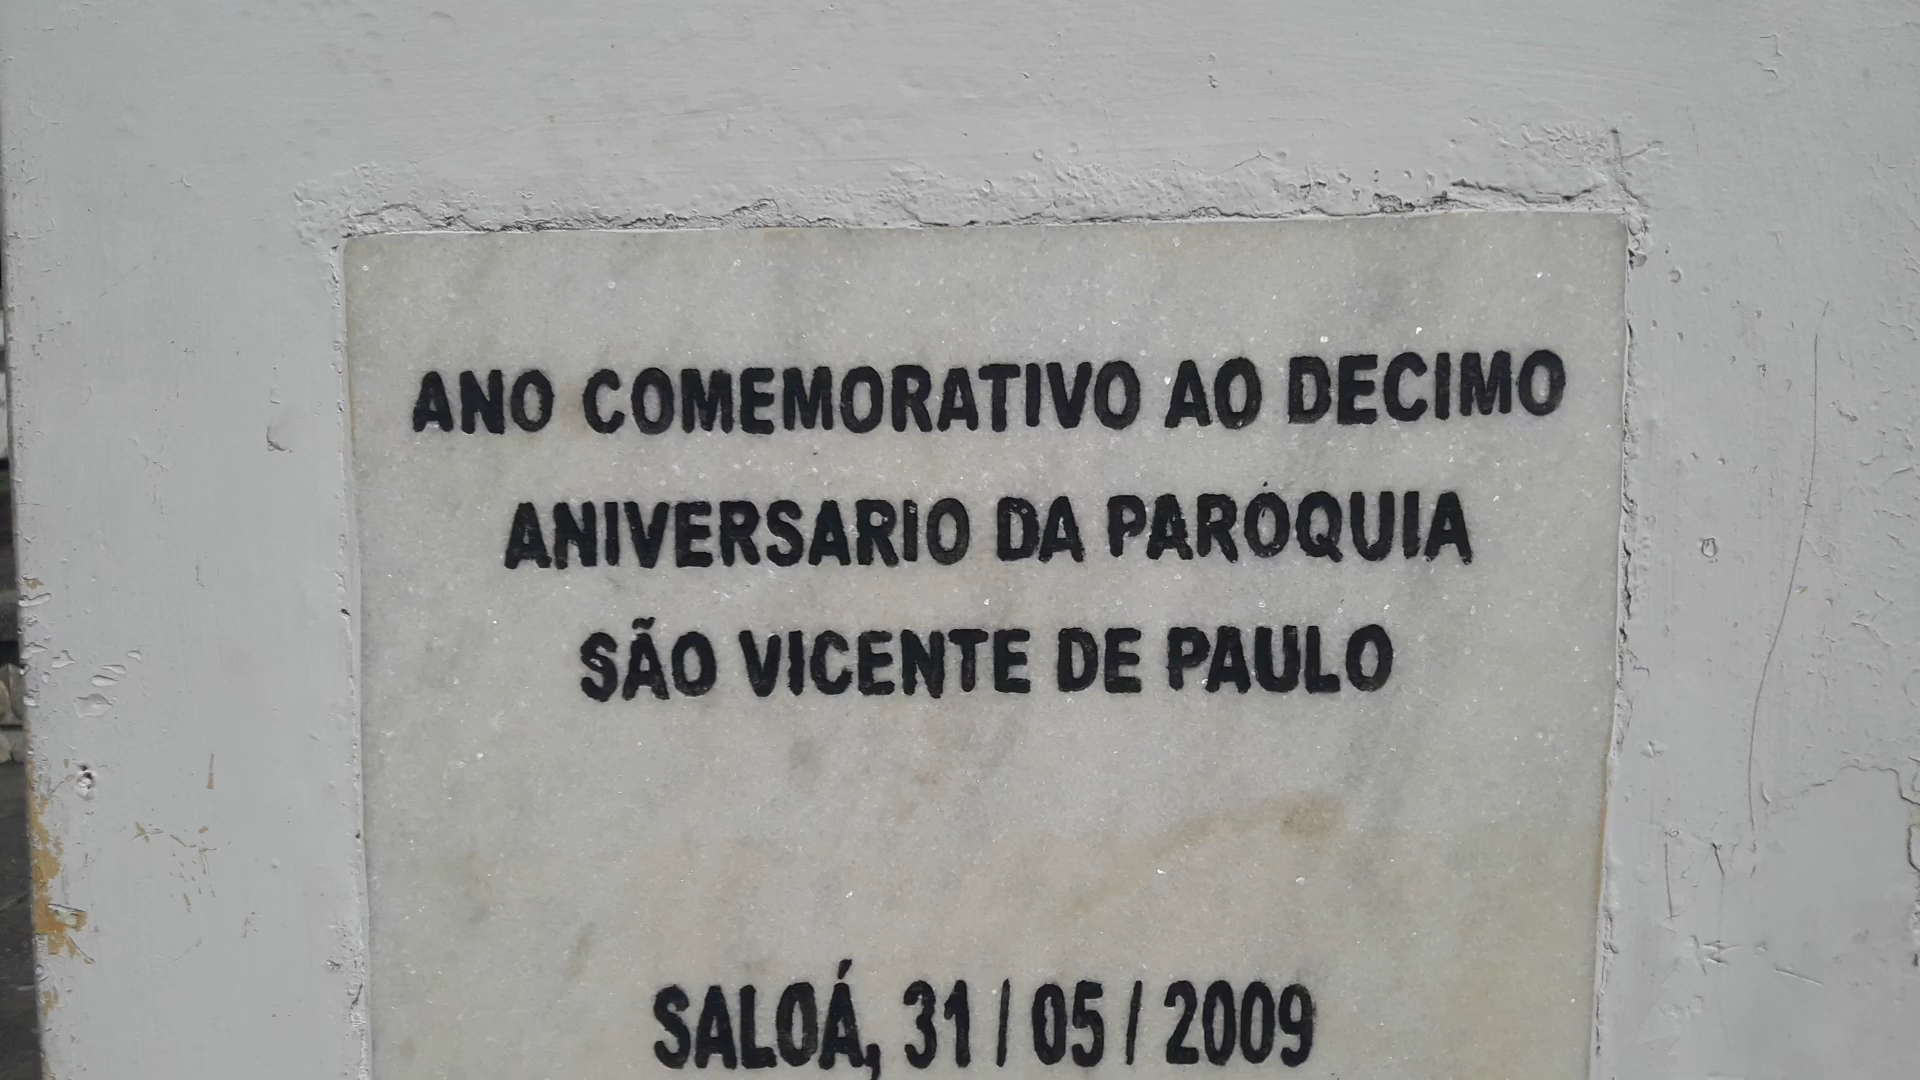 ANO COMEMORATIVO AO DECIMO
ANIVERSARIO DA PARÓQUIA
SÃO VICENTE DE PAULO
SALOÁ, 31 / 05 / 2009